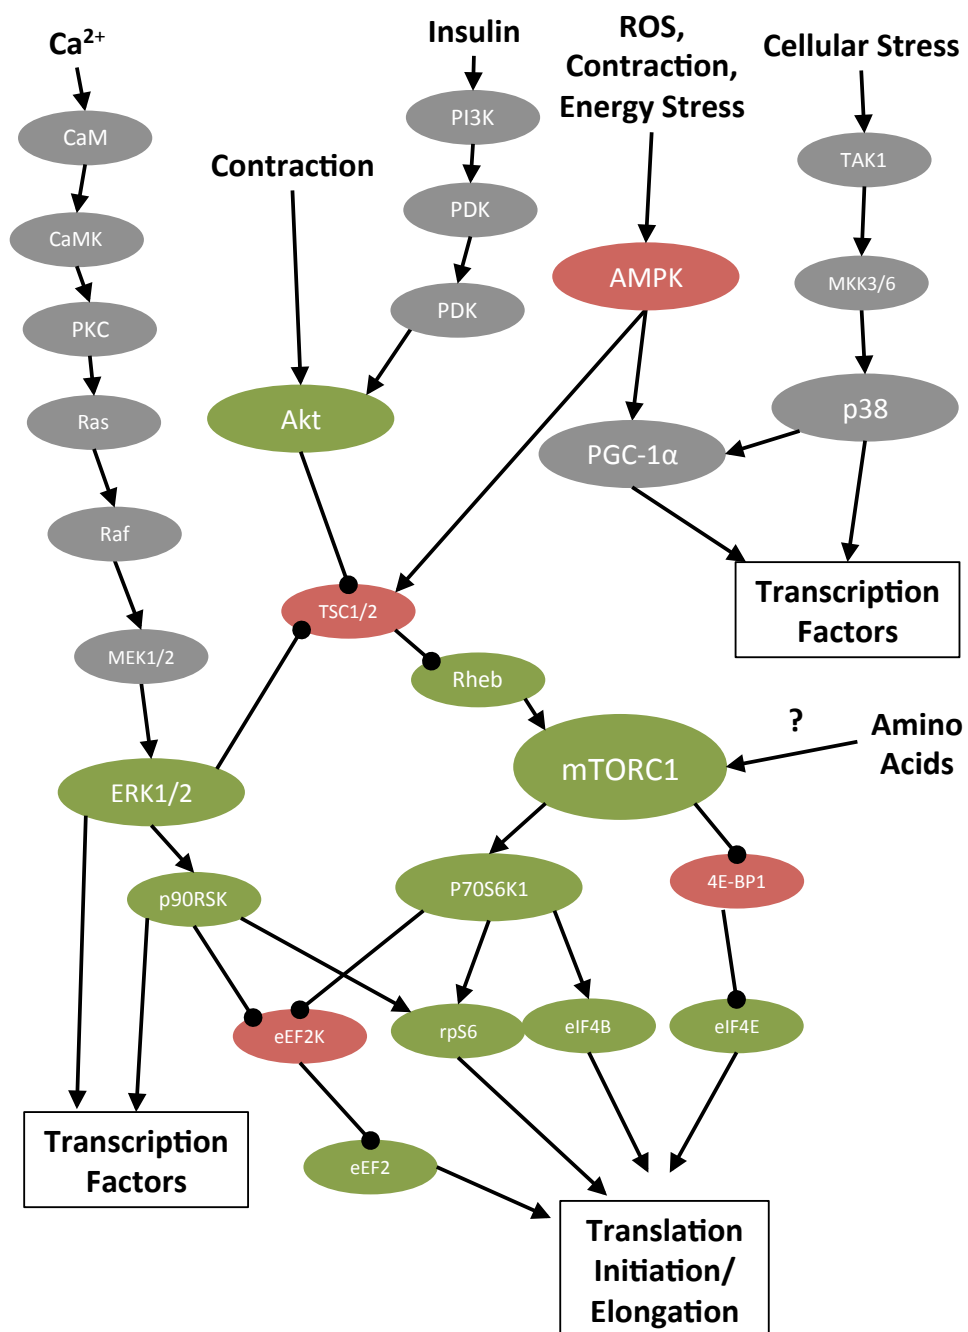 Ca²⁺
Insulin
ROS,
Contraction,
Energy Stress
Cellular Stress
CaM
PI3K
TAK1
Contraction
CaMK
PDK
AMPK
MKK3/6
PKC
PDK
Ras
Akt
p38
PGC-1α
Raf
TSC1/2
Transcription
Factors
MEK1/2
Rheb
?
Amino
Acids
mTORC1
ERK1/2
p90RSK
P70S6K1
4E-BP1
eEF2K
rpS6
eIF4B
eIF4E
Transcription
Factors
eEF2
Translation
Initiation/
Elongation